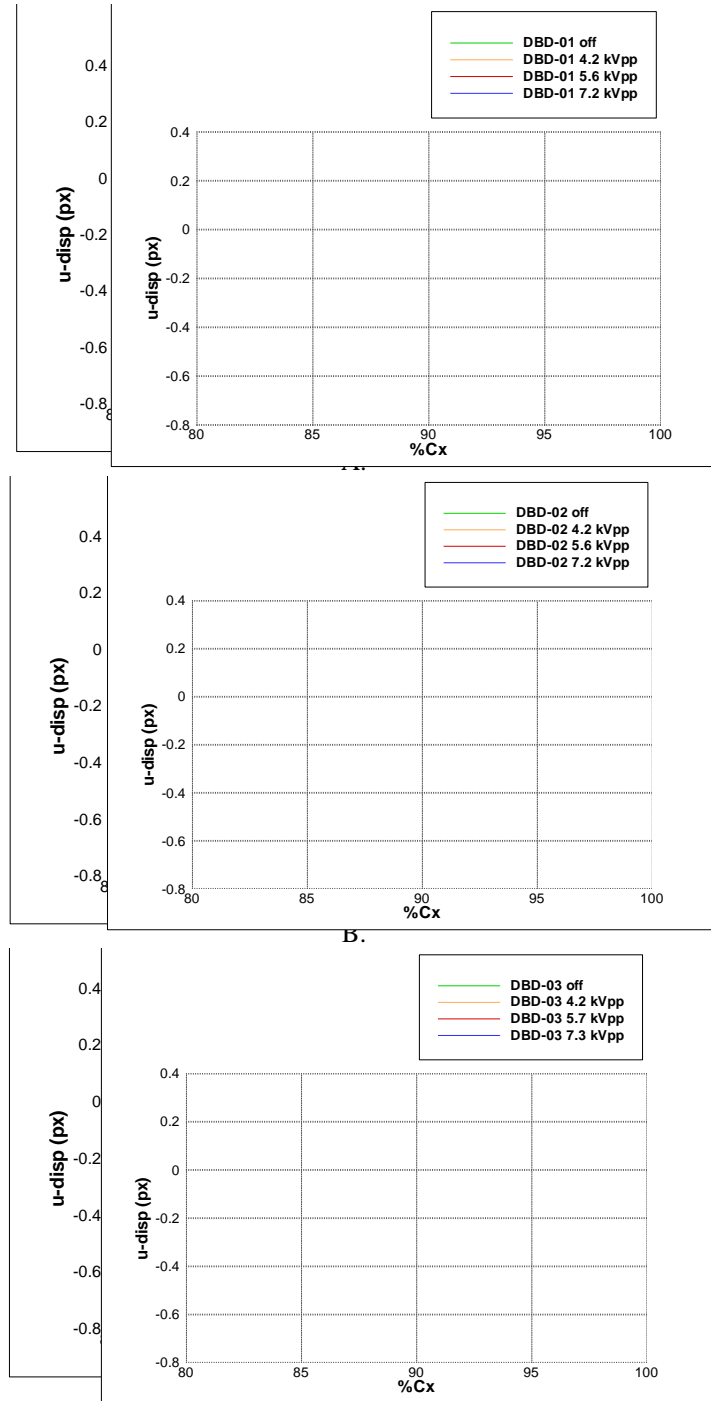 DBD-01 off
DBD-01 4.2 kVpp
DBD-01 5.6 kVpp
DBD-01 7.2 kVpp
0.4
0.2
0
-0.2
-0.4
-0.6
-0.8
u-disp (px)
0.4
0.2
0
-0.2
-0.4
-0.6
-0.8
u-disp (px)
80 85 90 95 100
%Cx
DBD-02 off
DBD-02 4.2 kVpp
DBD-02 5.6 kVpp
DBD-02 7.2 kVpp
0.4
0.2
0
-0.2
-0.4
-0.6
-0.8
u-disp (px)
0.4
0.2
0
-0.2
-0.4
-0.6
-0.8
u-disp (px)
80 85 90 95 100
%Cx
B.
DBD-03 off
DBD-03 4.2 kVpp
DBD-03 5.7 kVpp
DBD-03 7.3 kVpp
0.4
0.2
0
-0.2
-0.4
-0.6
-0.8
u-disp (px)
0.4
0.2
0
-0.2
-0.4
-0.6
-0.8
u-disp (px)
80 85 90 95 100
%Cx